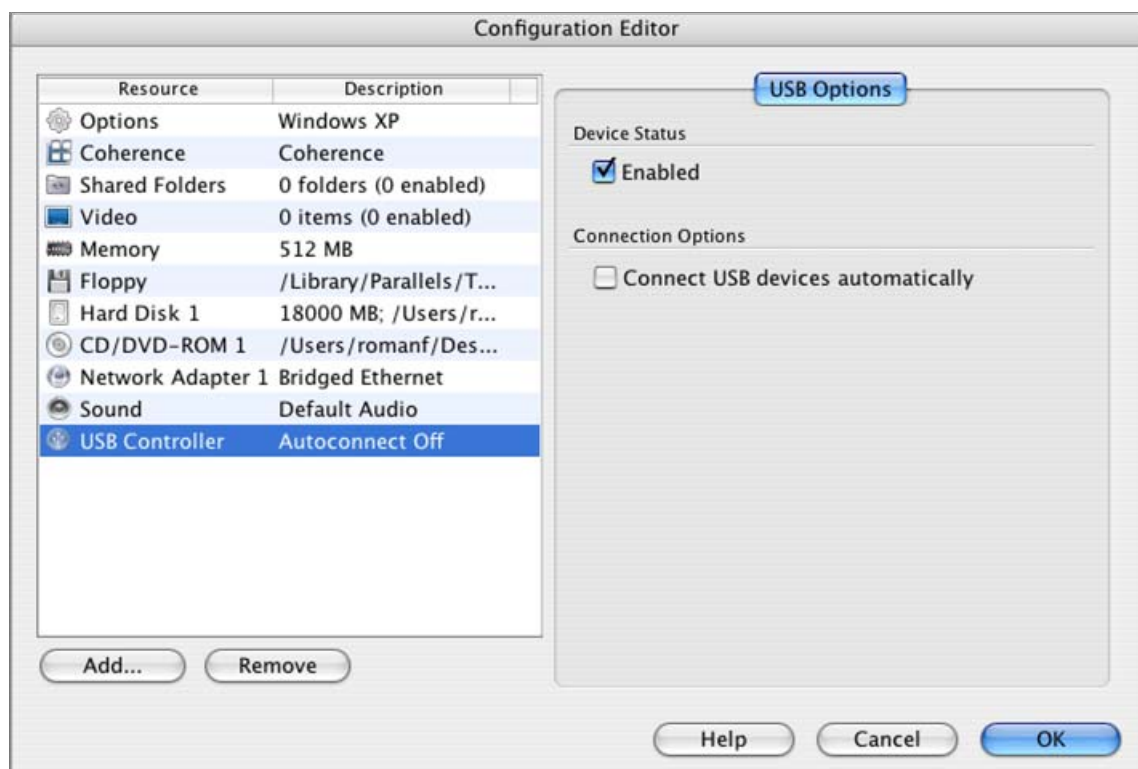 Configuration Editor
Resource Description
Options Windows XP
Coherence Coherence
Shared Folders 0 folders (0 enabled)
Video 0 items (0 enabled)
Memory 512 MB
Floppy /Library/Parallels/T...
Hard Disk 1 18000 MB; /Users/r...
CD/DVD-ROM 1 /Users/romanf/Des...
Network Adapter 1 Bridged Ethernet
Sound Default Audio
USB Controller Autoconnect Off
Add... Remove
USB Options
Device Status
Enabled
Connection Options
Connect USB devices automatically
Help Cancel OK